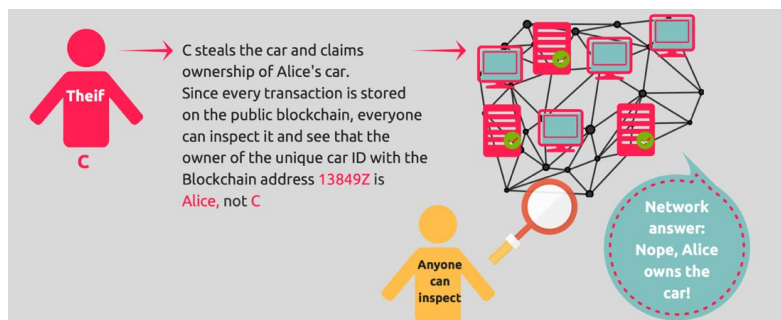 Theif
C
C steals the car and claims
ownership of Alice's car.
Since every transaction is stored
on the public blockchain, everyone
can inspect it and see that the
owner of the unique car ID with the
Blockchain address 13849Z is
Alice, not C
Anyone
can
inspect
Network
answer:
Nope, Alice
owns the
car!